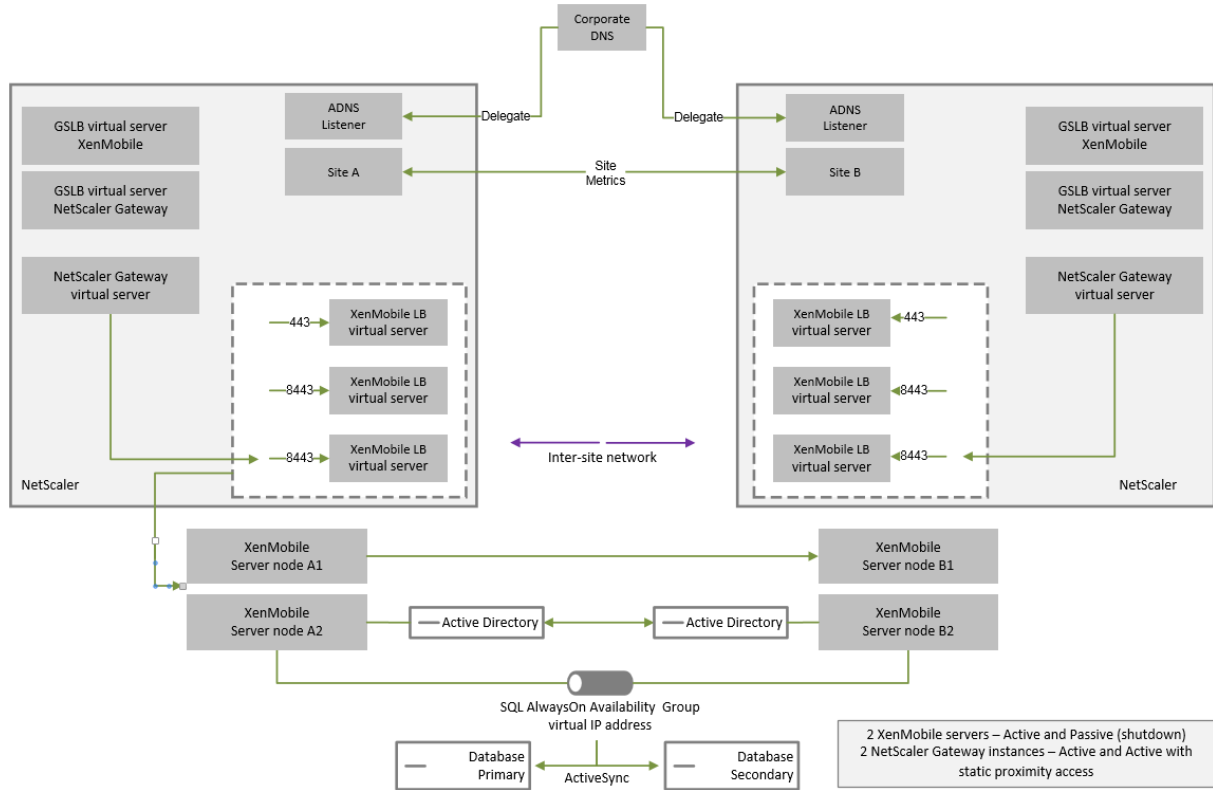 Corporate
DNS
ADNS
Listener
Delegate
Delegate
ADNS
Listener
GSLB virtual server
XenMobile
GSLB virtual server
XenMobile
Site A
Site
Metrics
Site B
GSLB virtual server
NetScaler Gateway
GSLB virtual server
NetScaler Gateway
NetScaler Gateway
virtual server
NetScaler Gateway
virtual server
443
XenMobile LB
virtual server
XenMobile LB
virtual server
443
8443
XenMobile LB
virtual server
XenMobile LB
virtual server
8443
8443
XenMobile LB
virtual server
Inter-site network
XenMobile LB
virtual server
8443
NetScaler
NetScaler
XenMobile
Server node A1
XenMobile
Server node B1
XenMobile
Server node A2
Active Directory
Active Directory
XenMobile
Server node B2
SQL AlwaysOn Availability Group
virtual IP address
Database
Primary
ActiveSync
Database
Secondary
2 XenMobile servers – Active and Passive (shutdown)
2 NetScaler Gateway instances – Active and Active with
static proximity access